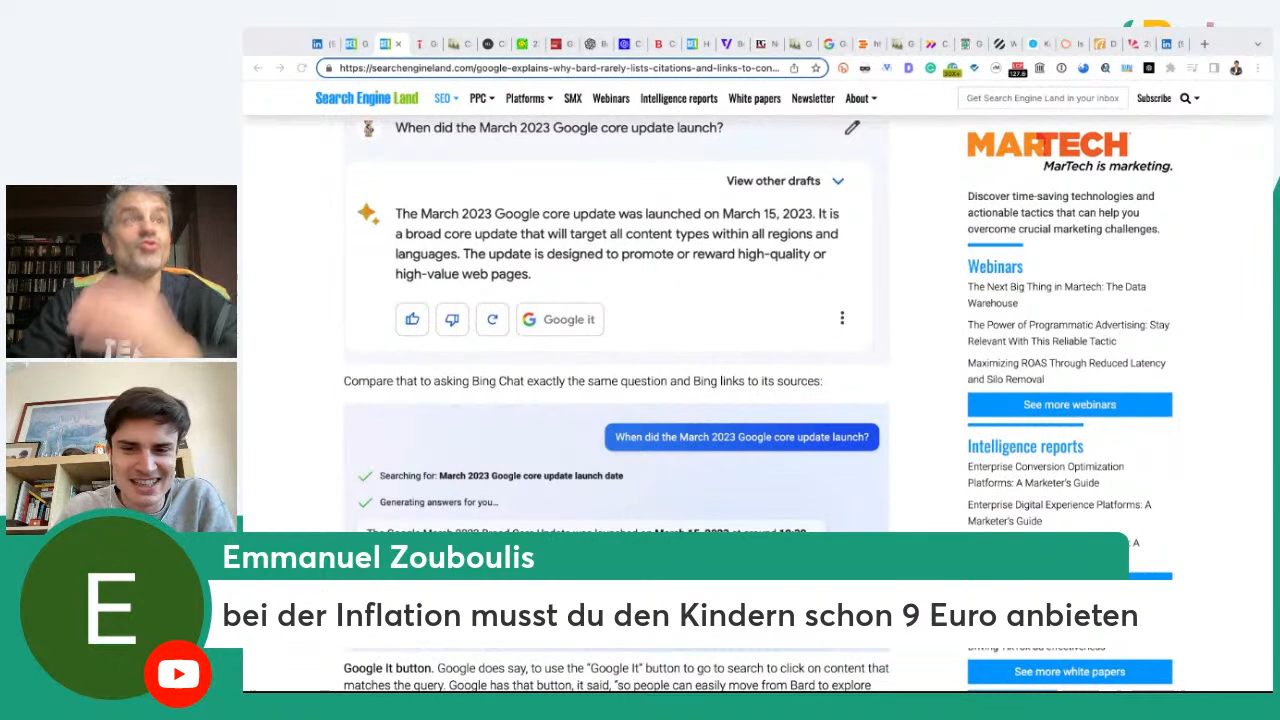 https://searchengineland.com/google-explains-why-bard-rarely-lists-citations-and-links-to-con...
Search Engine Land
SEO
PPC
Platforms
SMX
Webinars
Intelligence reports
White papers
Newsletter
About
Get Search Engine Land in your inbox
Subscribe
When did the March 2023 Google core update launch?
View other drafts
The March 2023 Google core update was launched on March 15, 2023. It is
a broad core update that will target all content types within all regions and
languages. The update is designed to promote or reward high-quality or
high-value web pages.
Google it
Compare that to asking Bing Chat exactly the same question and Bing links to its sources:
When did the March 2023 Google core update launch?
Searching for: March 2023 Google core update launch date
Generating answers for you...
MARTECH
MarTech is marketing.
Discover time-saving technologies and
actionable tactics that can help you
overcome crucial marketing challenges.
Webinars
The Next Big Thing in Martech: The Data
Warehouse
The Power of Programmatic Advertising: Stay
Relevant With This Reliable Tactic
Maximizing ROAS Through Reduced Latency
and Silo Removal
See more webinars
Intelligence reports
Enterprise Conversion Optimization
Platforms: A Marketer's Guide
Enterprise Digital Experience Platforms: A
Marketer's Guide
A
E
Emmanuel Zouboulis
bei der Inflation musst du den Kindern schon 9 Euro anbieten
Google It button. Google does say, to use the "Google It" button to go to search to click on content that
matches the query. Google has that button, it said, "so people can easily move from Bard to explore
See more white papers